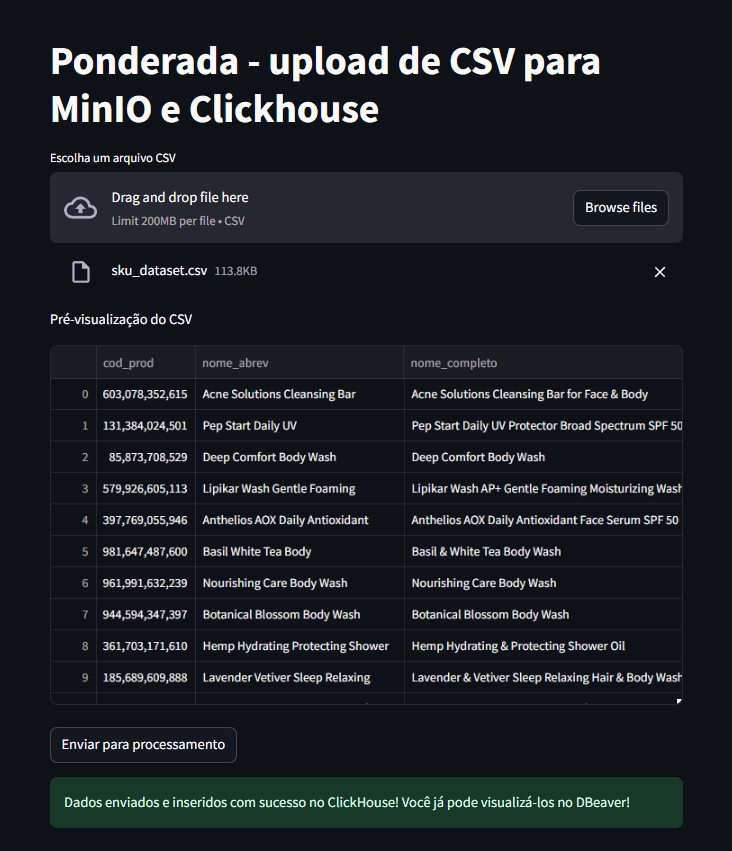 Ponderada - upload de CSV para
MinIO e Clickhouse
Escolha um arquivo CSV
Drag and drop file here
Limit 200MB per file • CSV
Browse files
sku_dataset.csv 113.8KB
Pré-visualização do CSV
cod_prod nome_abrev nome_completo
0 603,078,352,615 Acne Solutions Cleansing Bar Acne Solutions Cleansing Bar for Face & Body
1 131,384,024,501 Pep Start Daily UV Pep Start Daily UV Protector Broad Spectrum SPF 50
2 85,873,708,529 Deep Comfort Body Wash Deep Comfort Body Wash
3 579,926,605,113 Lipikar Wash Gentle Foaming Lipikar Wash AP+ Gentle Foaming Moisturizing Wash
4 397,769,055,946 Anthelios AOX Daily Antioxidant Anthelios AOX Daily Antioxidant Face Serum SPF 50
5 981,647,487,600 Basil White Tea Body Basil & White Tea Body Wash
6 961,991,632,239 Nourishing Care Body Wash Nourishing Care Body Wash
7 944,594,347,397 Botanical Blossom Body Wash Botanical Blossom Body Wash
8 361,703,171,610 Hemp Hydrating Protecting Shower Hemp Hydrating & Protecting Shower Oil
9 185,689,609,888 Lavender Vetiver Sleep Relaxing Lavender & Vetiver Sleep Relaxing Hair & Body Wash
Enviar para processamento
Dados enviados e inseridos com sucesso no ClickHouse! Você já pode visualizá-los no DBeaver!